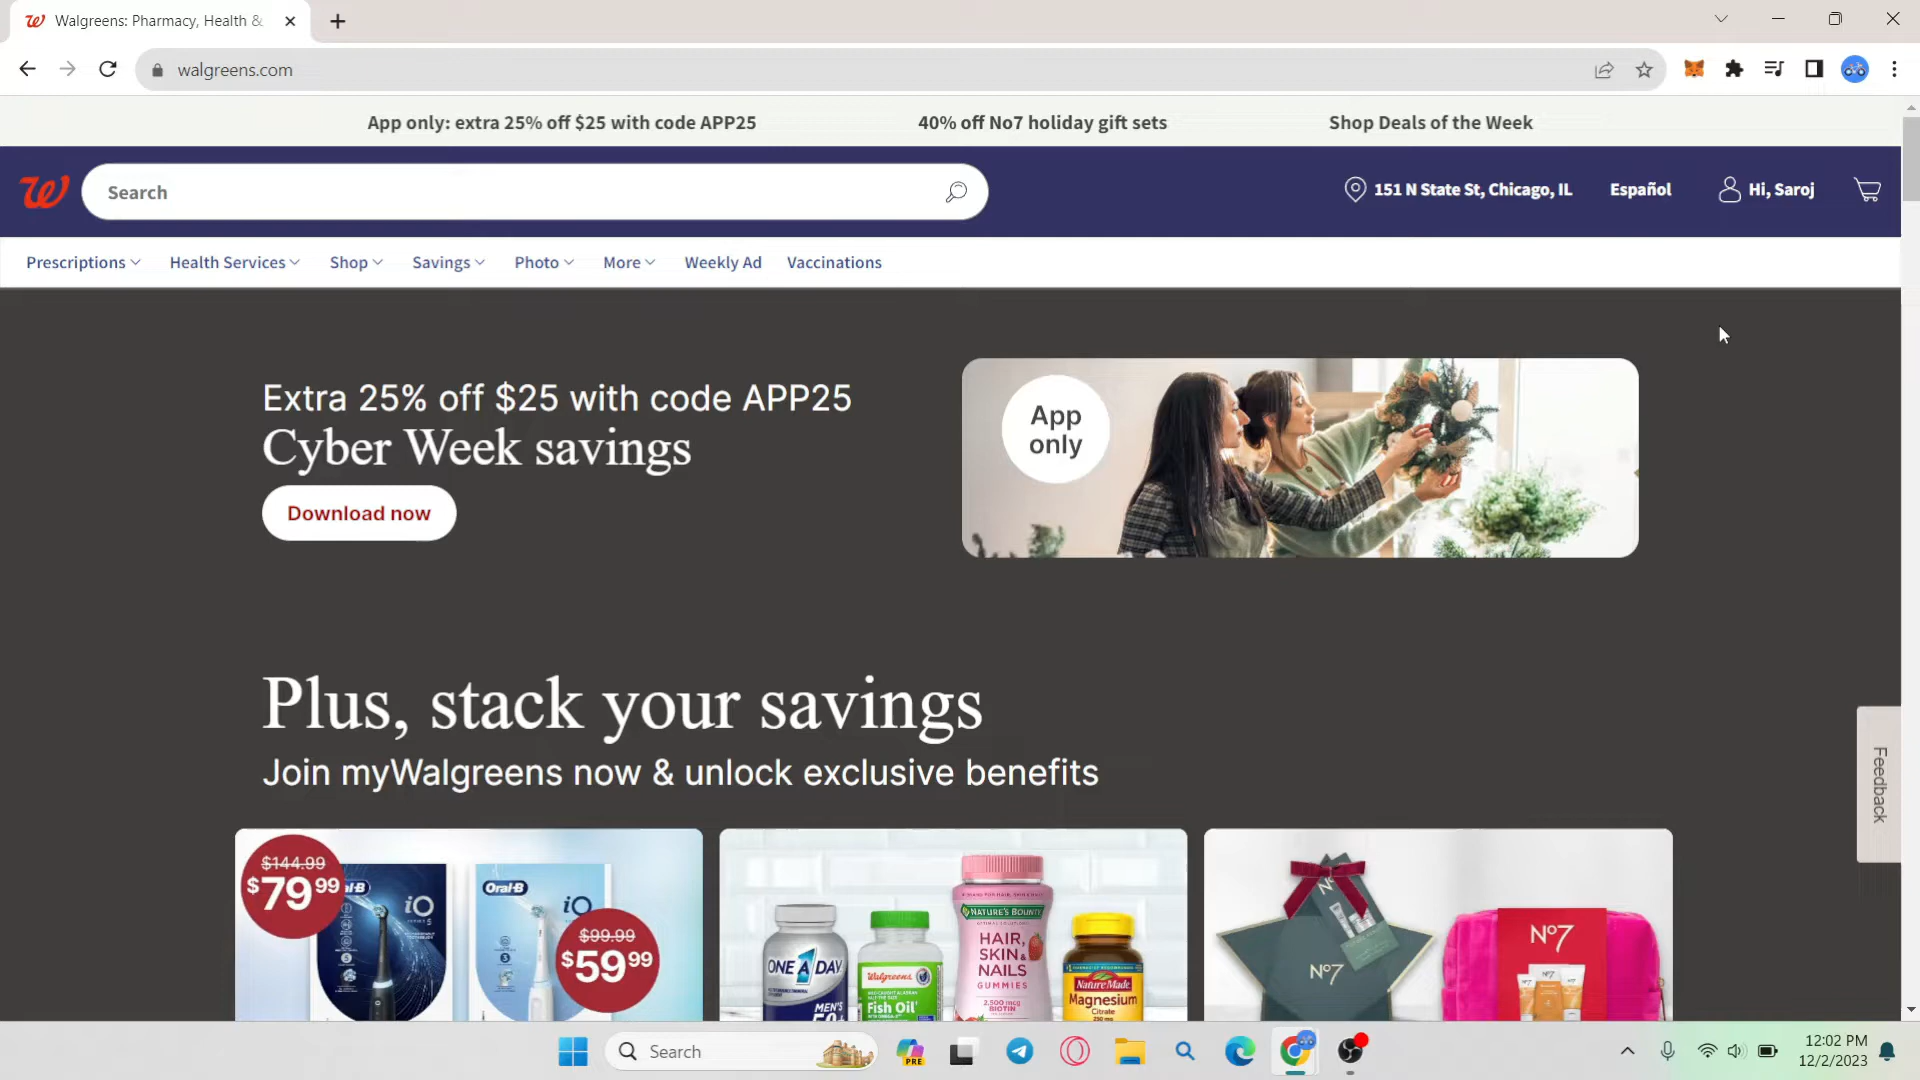 Walgreens: Pharmacy, Health &
walgreens.com
App only: extra 25% off $25 with code APP25
40% off No7 holiday gift sets
Shop Deals of the Week
W
Search
151 N State St, Chicago, IL
Español
Hi, Saroj
Prescriptions
Health Services
Shop
Savings
Photo
More
Weekly Ad
Vaccinations
Extra 25% off $25 with code APP25
Cyber Week savings
Download now
App
only
Plus, stack your savings
Join myWalgreens now & unlock exclusive benefits
Feedback
$144.99
$79.99
iO
Oral-B
iO
$99.99
$59.99
ONE A DAY
MEN'S
50+
Walgreens
Fish Oil
NATURE'S BOUNTY
HAIR,
SKIN &
NAILS
GUMMIES
2,500 mcg
BIOTIN
Nature Made
Magnesium
Citrate
250 mg
Nº7
Nº7
Search
PRE
12:02 PM
12/2/2023